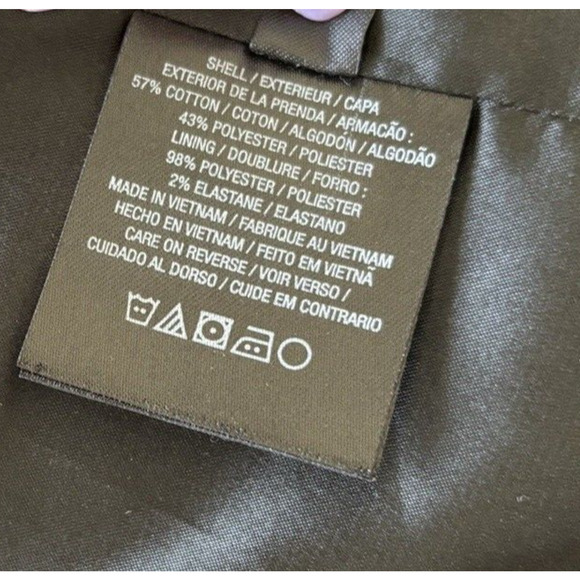 SHELL / EXTERIEUR / CAPA
EXTERIOR DE LA PRENDA / ARMACÃO :
57% COTTON / COTON / ALGODÓN / ALGODÃO
43% POLYESTER / POLIESTER
LINING / DOUBLURE / FORRO :
98% POLYESTER / POLIESTER
2% ELASTANE / ELASTANO
MADE IN VIETNAM / FABRIQUE AU VIETNAM
HECHO EN VIETNAM / FEITO EM VIETNÃ
CARE ON REVERSE / VOIR VERSO /
CUIDADO AL DORSO / CUIDE EM CONTRARIO